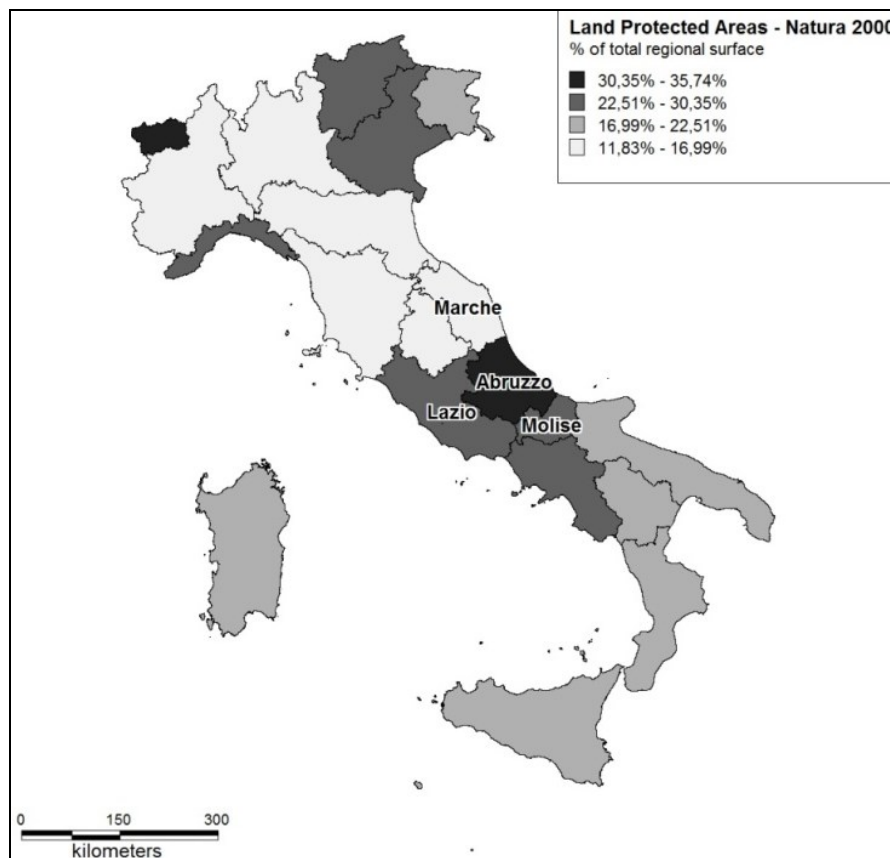 Land Protected Areas - Natura 2000
% of total regional surface
30,35% - 35,74%
22,51% - 30,35%
16,99% - 22,51%
11,83% - 16,99%
Marche
Abruzzo
Lazio
Molise
0 150 300
kilometers